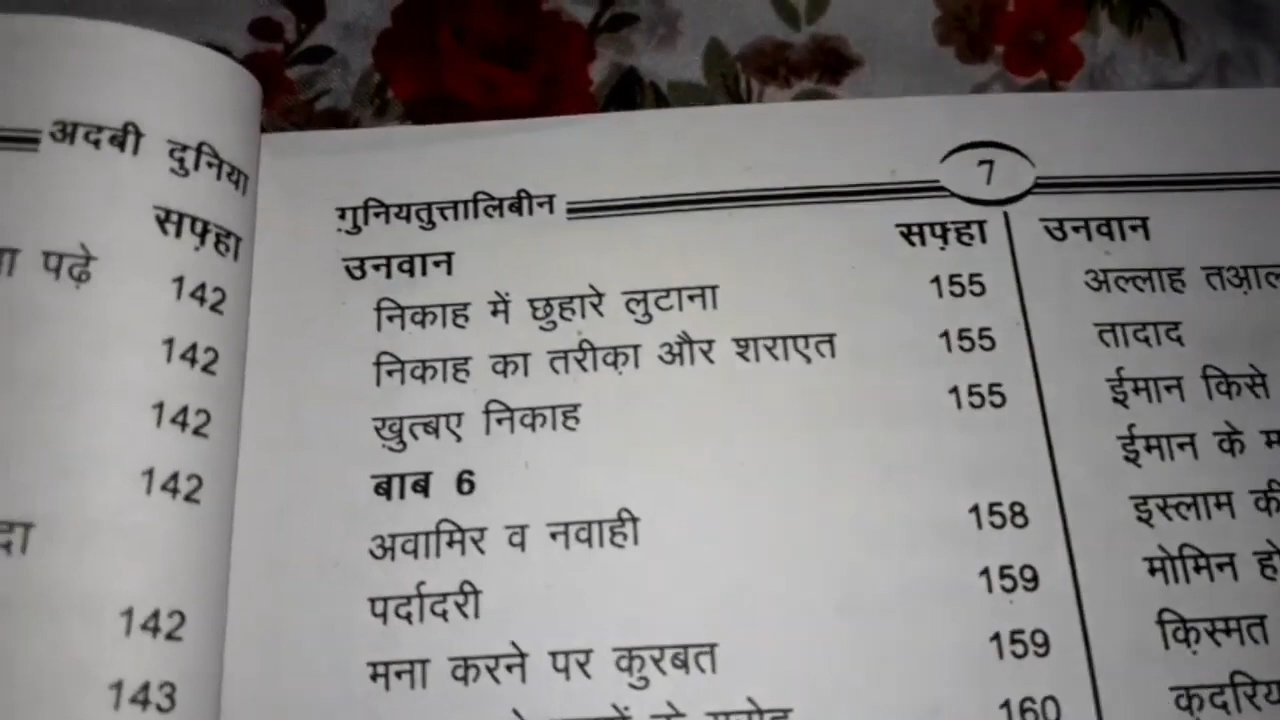 अदबी दुनिया
सफ़्हा
पढ़े 142
142
142
142
142
143
ग़ुनियतुत्तालिबीन 7
उनवान सफ़्हा
निकाह में छुहारे लुटाना 155
निकाह का तरीक़ा और शराएत 155
ख़ुत्बए निकाह 155
बाब 6
अवामिर व नवाही 158
पर्दादरी 159
मना करने पर कुरबत 159
160
उनवान
अल्लाह
तादाद
ईमान किसे
ईमान के
इस्लाम की
मोमिन
क़िस्मत